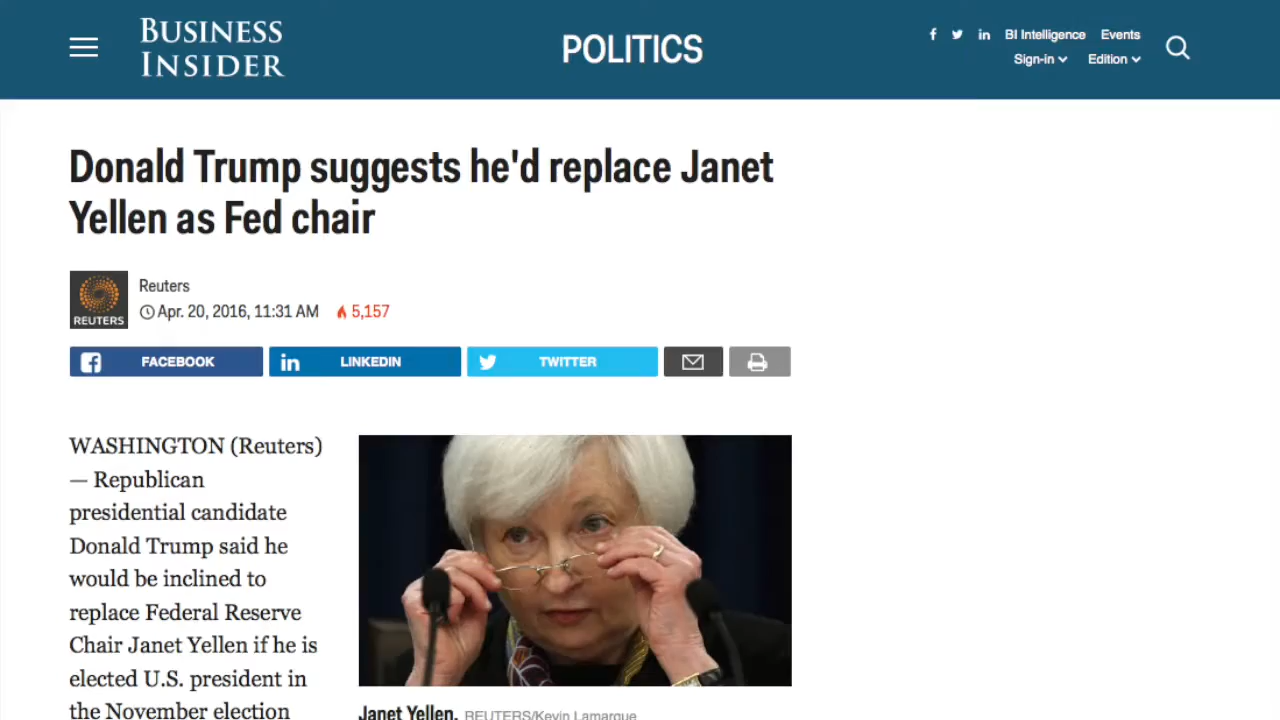 BUSINESS
INSIDER
POLITICS
BI Intelligence Events
Sign-in Edition
Donald Trump suggests he'd replace Janet
Yellen as Fed chair
REUTERS
Reuters
Apr. 20, 2016, 11:31 AM 5,157
FACEBOOK LINKEDIN TWITTER
WASHINGTON (Reuters)
— Republican
presidential candidate
Donald Trump said he
would be inclined to
replace Federal Reserve
Chair Janet Yellen if he is
elected U.S. president in
the November election
Janet Yellen. REUTERS/Kevin Lamarque